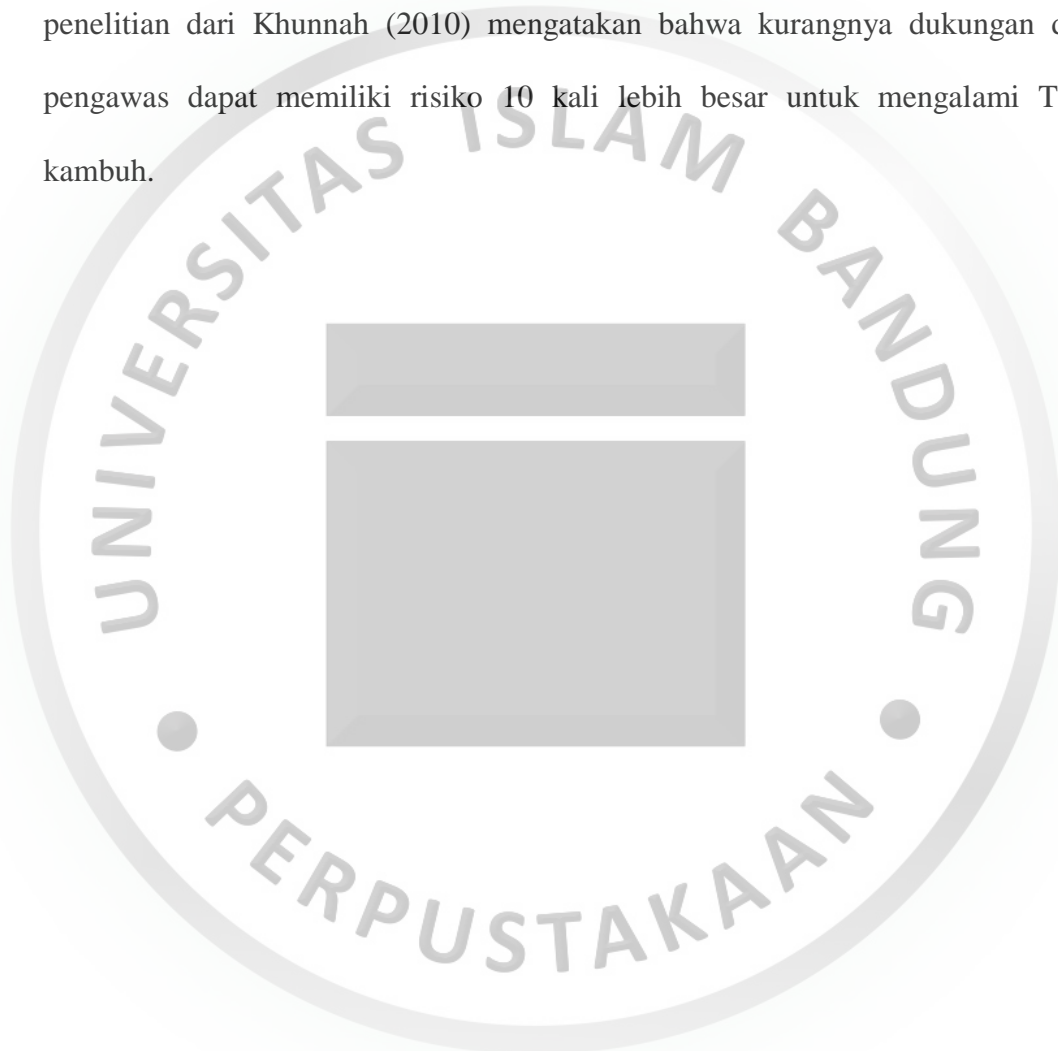 penelitian dari Khunnah (2010) mengatakan bahwa kurangnya dukungan
pengawas dapat memiliki risiko 10 kali lebih besar untuk mengalami
kambuh.
UNIVERSITAS ISLAM BANDUNG
PERPUSTAKAAN